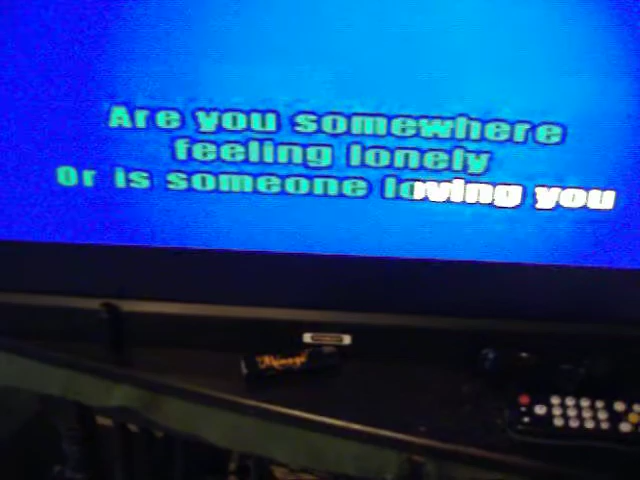 Are you somewhere
feeling lonely
Or is someone loving you